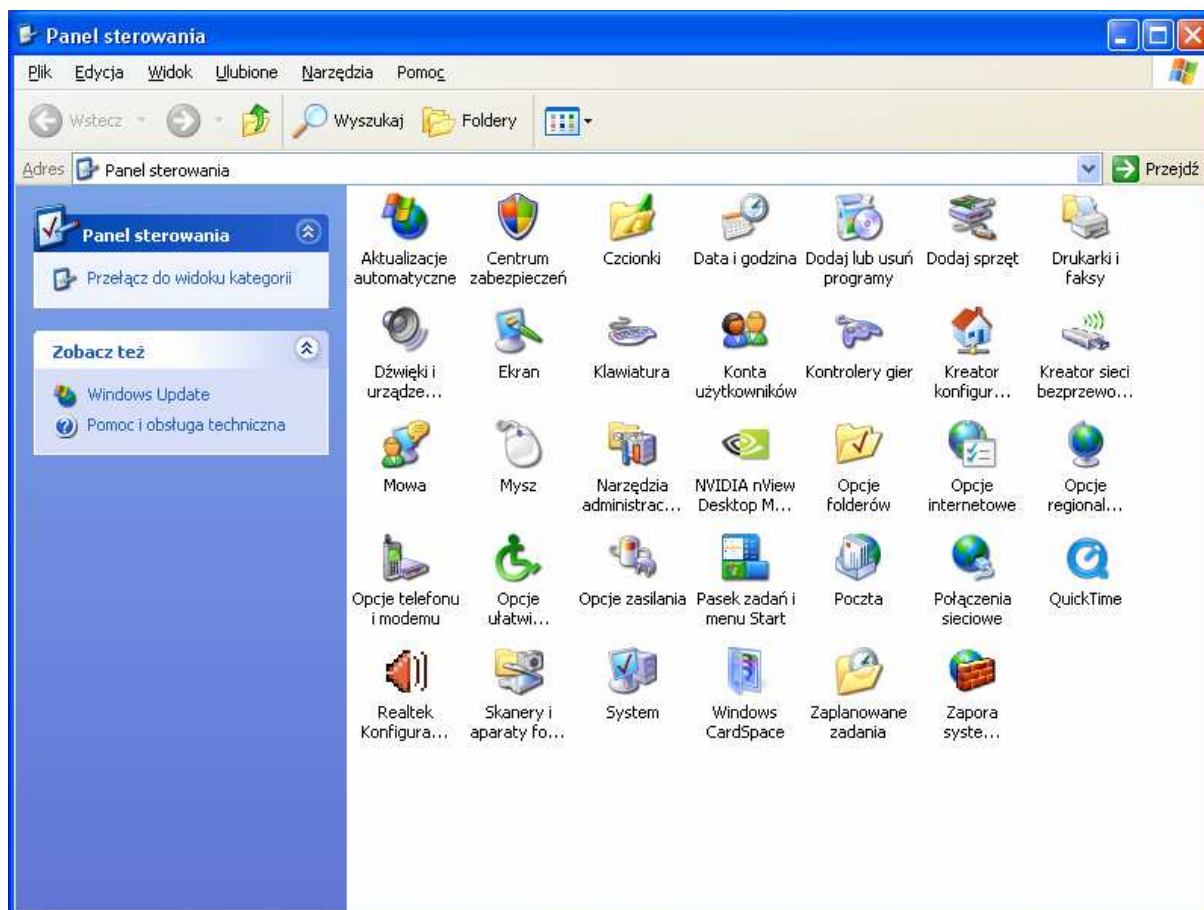 Panel sterowania
Plik Edycja Widok Ulubione Narzędzia Pomoc
Wstecz Wyszukaj Foldery
Adres Panel sterowania Przejdź
Panel sterowania
Przełącz do widoku kategorii
Zobacz też
Windows Update
Pomoc i obsługa techniczna
Aktualizacje automatyczne
Centrum zabezpieczeń
Czcionki
Data i godzina
Dodaj lub usuń programy
Dodaj sprzęt
Drukarki i faksy
Dźwięki i urządze...
Ekran
Klawiatura
Konta użytkowników
Kontrolery gier
Kreator konfigur...
Kreator sieci bezprzewo...
Mowa
Mysz
Narzędzia administrac...
NVIDIA nView Desktop M...
Opcje folderów
Opcje internetowe
Opcje regional...
Opcje telefonu i modemu
Opcje ułatwi...
Opcje zasilania
Pasek zadań i menu Start
Poczta
Połączenia sieciowe
QuickTime
Realtek Konfigura...
Skanery i aparaty fo...
System
Windows CardSpace
Zaplanowane zadania
Zapora syste...